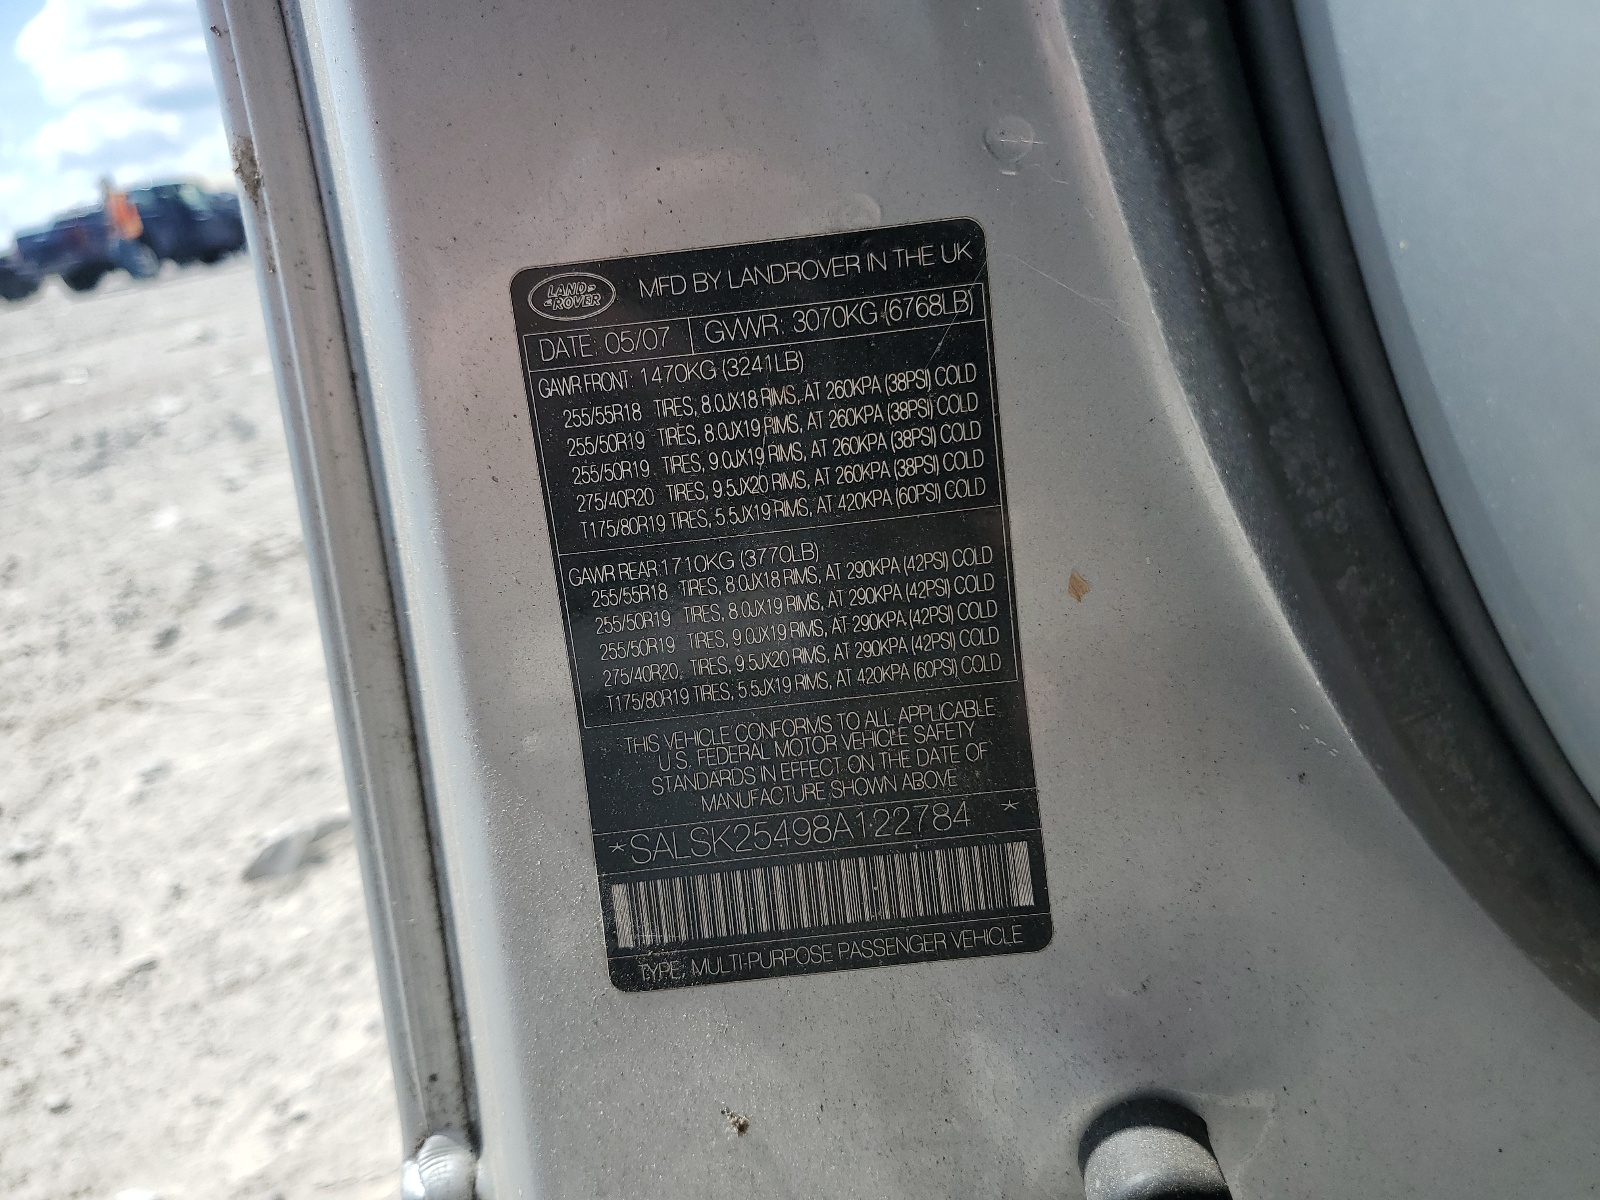 LAND
ROVER
MFD BY LANDROVER IN THE UK
DATE: 05/07 GVWR: 3070KG (6768LB)
GAWR FRONT: 1470KG (3241LB)
255/55R18 TIRES, 8.0JX18 RIMS, AT 260KPA (38PSI) COLD
255/50R19 TIRES, 8.0JX19 RIMS, AT 260KPA (38PSI) COLD
255/50R19 TIRES, 9.0JX19 RIMS, AT 260KPA (38PSI) COLD
275/40R20 TIRES, 9.5JX20 RIMS, AT 260KPA (38PSI) COLD
T175/80R19 TIRES, 5.5JX19 RIMS, AT 420KPA (60PSI) COLD
GAWR REAR: 1710KG (3770LB)
255/55R18 TIRES, 8.0JX18 RIMS, AT 290KPA (42PSI) COLD
255/50R19 TIRES, 8.0JX19 RIMS, AT 290KPA (42PSI) COLD
255/50R19 TIRES, 9.0JX19 RIMS, AT 290KPA (42PSI) COLD
275/40R20 TIRES, 9.5JX20 RIMS, AT 290KPA (42PSI) COLD
T175/80R19 TIRES, 5.5JX19 RIMS, AT 420KPA (60PSI) COLD
THIS VEHICLE CONFORMS TO ALL APPLICABLE
U.S. FEDERAL MOTOR VEHICLE SAFETY
STANDARDS IN EFFECT ON THE DATE OF
MANUFACTURE SHOWN ABOVE
*SALSK25498A122784 *
TYPE: MULTI-PURPOSE PASSENGER VEHICLE